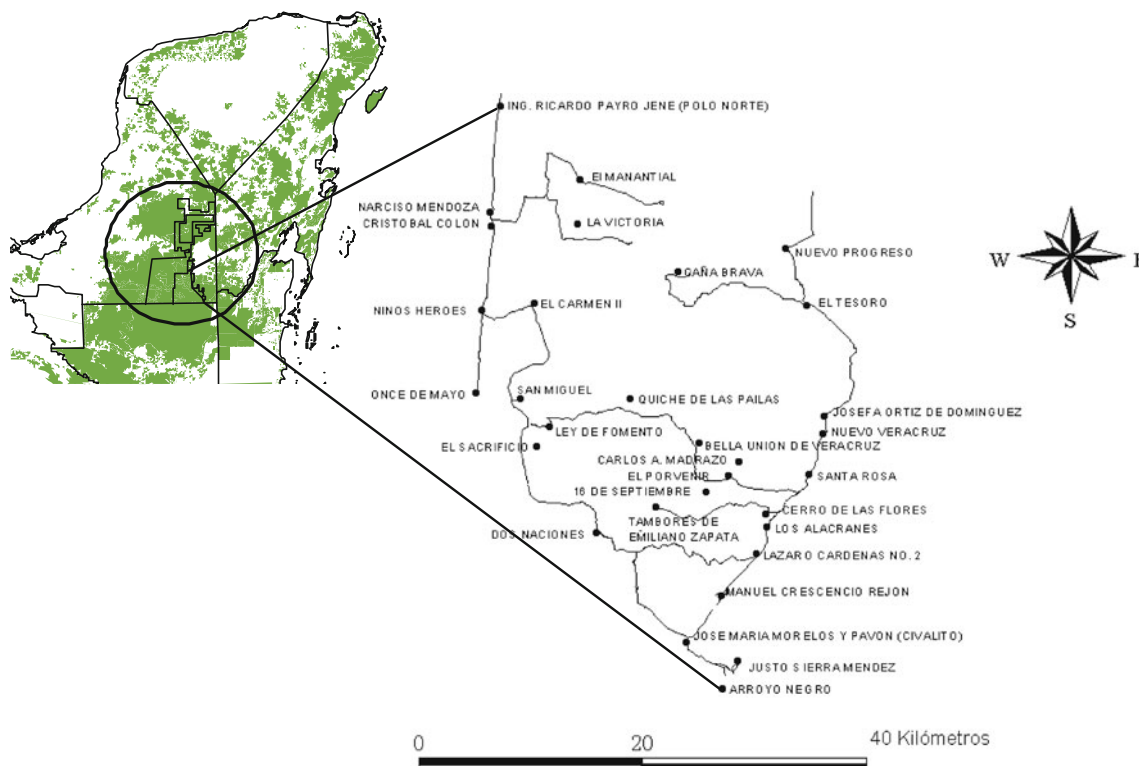 ING. RICARDO PAYRO JENE (POLO NORTE)
El MANANTIAL
NARCISO MENDOZA
LA VICTORIA
CRISTOBAL COLON
NUEVO PROGRESO
W
E
CAÑA BRAVA
EL TESORO
EL CARMEN II
NINOS HEROES
S
SAN MIGUEL
ONCE DE MAYO
QUICHE DE LAS PAILAS
JOSEFA ORTIZ DE DOMINGUEZ
LEY DE FOMENTO
NUEVO VERACRUZ
EL SACRIFICIO
BELLA UNION DE VERACRUZ
CARLOS A. MADRAZO
EL PORVENIR
SANTA ROSA
16 DE SEPTIEMBRE
CERRO DE LAS FLORES
TAMBORES DE
EMILIANO ZAPATA
LOS ALACRANES
DOS NACIONES
LAZARO CARDENAS NO. 2
MANUEL CRESCENCIO REJON
JOSE MARIA MORELOS Y PAVON (CIVALITO)
JUSTO SIERRA MENDEZ
ARROYO NEGRO
0
20
40 Kilómetros